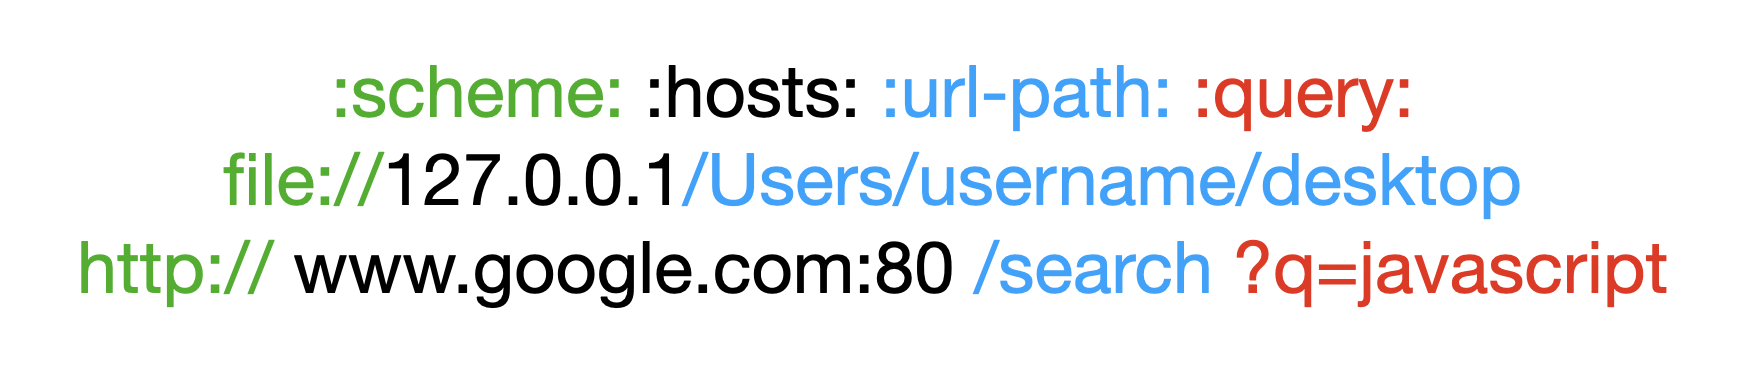 :scheme: :hosts: :url-path: :query:
file://127.0.0.1/Users/username/desktop
http:// www.google.com:80 /search ?q=javascript